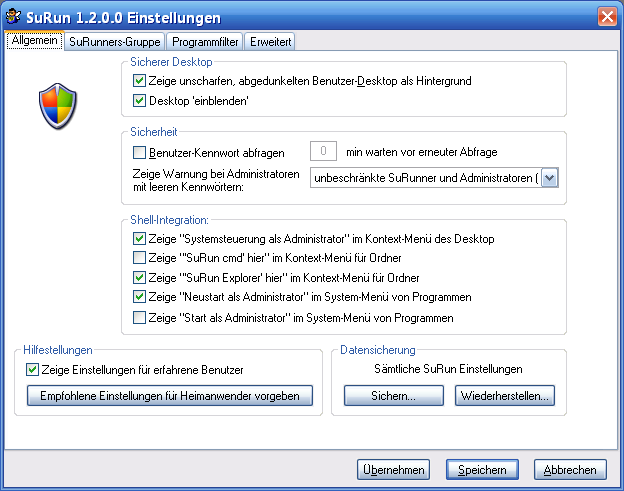 SuRun 1.2.0.0 Einstellungen
Allgemein
SuRunners-Gruppe
Programmfilter
Erweitert
Sicherer Desktop
Zeige unscharfen, abgedunkelten Benutzer-Desktop als Hintergrund
Desktop 'einblenden'
Sicherheit
Benutzer-Kennwort abfragen
0
min warten vor erneuter Abfrage
Zeige Warnung bei Administratoren
mit leeren Kennwörtern:
unbeschränkte SuRunner und Administratoren (
Shell-Integration:
Zeige "Systemsteuerung als Administrator" im Kontext-Menü des Desktop
Zeige "'SuRun cmd' hier" im Kontext-Menü für Ordner
Zeige "'SuRun Explorer' hier" im Kontext-Menü für Ordner
Zeige "Neustart als Administrator" im System-Menü von Programmen
Zeige "Start als Administrator" im System-Menü von Programmen
Hilfestellungen
Zeige Einstellungen für erfahrene Benutzer
Empfohlene Einstellungen für Heimanwender vorgeben
Datensicherung
Sämtliche SuRun Einstellungen
Sichern...
Wiederherstellen...
Übernehmen
Speichern
Abbrechen